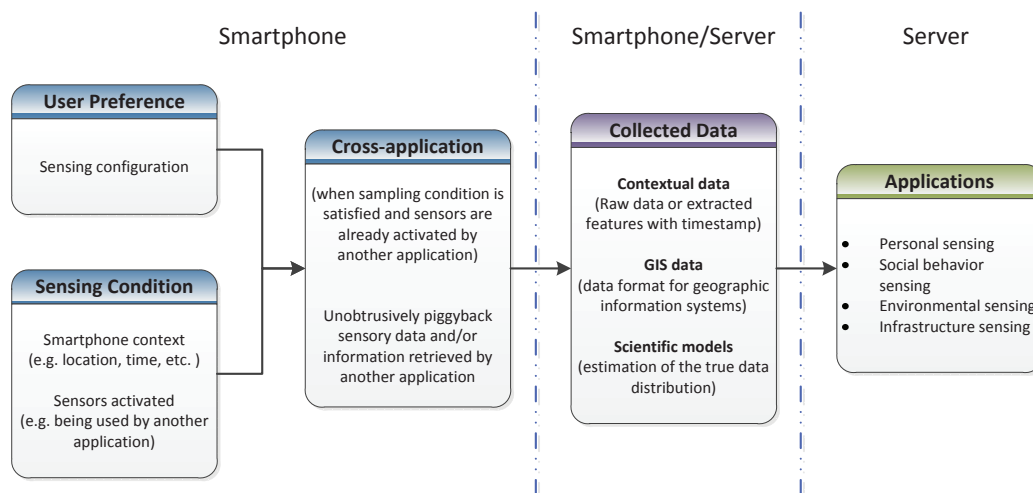 Smartphone
Smartphone/Server
Server
User Preference
Sensing configuration
Sensing Condition
Smartphone context
(e.g. location, time, etc. )
Sensors activated
(e.g. being used by another
application)
Cross-application
(when sampling condition is
satisfied and sensors are
already activated by
another application)
Unobtrusively piggyback
sensory data and/or
information retrieved by
another application
Collected Data
Contextual data
(Raw data or extracted
features with timestamp)
GIS data
(data format for geographic
information systems)
Scientific models
(estimation of the true data
distribution)
Applications
• Personal sensing
• Social behavior
sensing
• Environmental sensing
• Infrastructure sensing